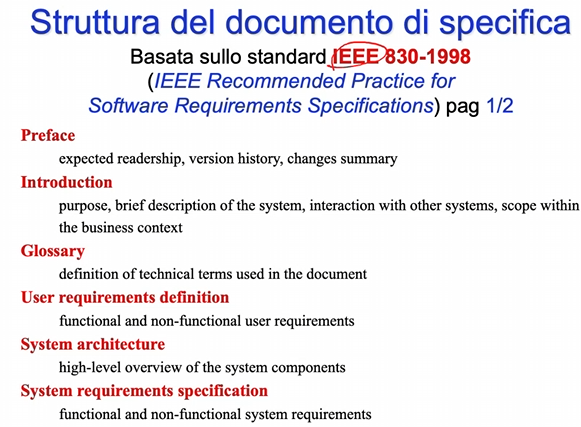 Struttura del documento di specifica
Basata sullo standard IEEE 830-1998
(IEEE Recommended Practice for
Software Requirements Specifications) pag 1/2
Preface
expected readership, version history, changes summary
Introduction
purpose, brief description of the system, interaction with other systems, scope within
the business context
Glossary
definition of technical terms used in the document
User requirements definition
functional and non-functional user requirements
System architecture
high-level overview of the system components
System requirements specification
functional and non-functional system requirements